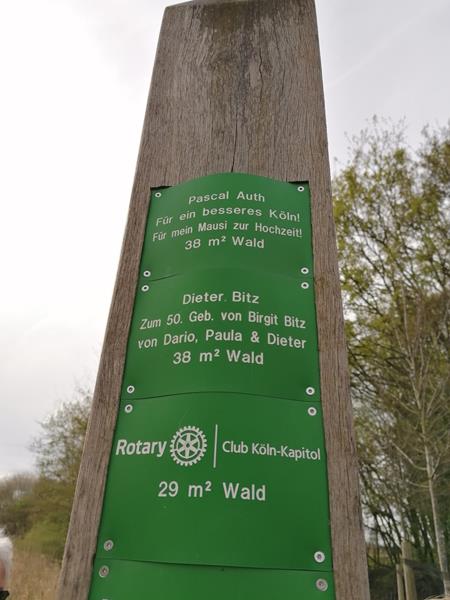 Pascal Auth
Für ein besseres Köln!
Für mein Mausi zur Hochzeit!
38 m² Wald
Dieter Bitz
Zum 50. Geb. von Birgit Bitz
von Dario, Paula & Dieter
38 m² Wald
Rotary | Club Köln-Kapitol
29 m² Wald